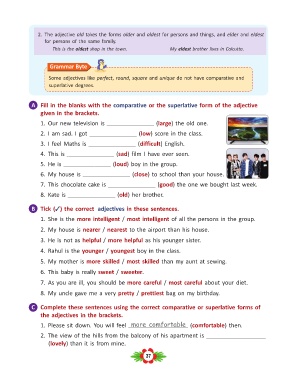 2. The adjective old takes the forms older and oldest for persons and things, and elder and eldest
for persons of the same family.
This is the oldest shop in the town. My eldest brother lives in Calcutta.
Grammar Byte
Some adjectives like perfect, round, square and unique do not have comparative and
superlative degrees.
A Fill in the blanks with the comparative or the superlative form of the adjective
given in the brackets.
1. Our new television is ______________ (large) the old one.
2. I am sad. I got ______________ (low) score in the class.
3. I feel Maths is ______________ (difficult) English.
4. This is ______________ (sad) film I have ever seen.
5. He is ______________ (loud) boy in the group.
6. My house is ______________ (close) to school than your house.
7. This chocolate cake is ______________ (good) the one we bought last week.
8. Kate is ______________ (old) her brother.
B Tick (✓) the correct adjectives in these sentences.
1. She is the more intelligent / most intelligent of all the persons in the group.
2. My house is nearer / nearest to the airport than his house.
3. He is not as helpful / more helpful as his younger sister.
4. Rahul is the younger / youngest boy in the class.
5. My mother is more skilled / most skilled than my aunt at sewing.
6. This baby is really sweet / sweeter.
7. As you are ill, you should be more careful / most careful about your diet.
8. My uncle gave me a very pretty / prettiest bag on my birthday.
C Complete these sentences using the correct comparative or superlative forms of
the adjectives in the brackets.
1. Please sit down. You will feel more comfortable (comfortable) then.
2. The view of the hills from the balcony of his apartment is ______________
(lovely) than it is from mine.
37